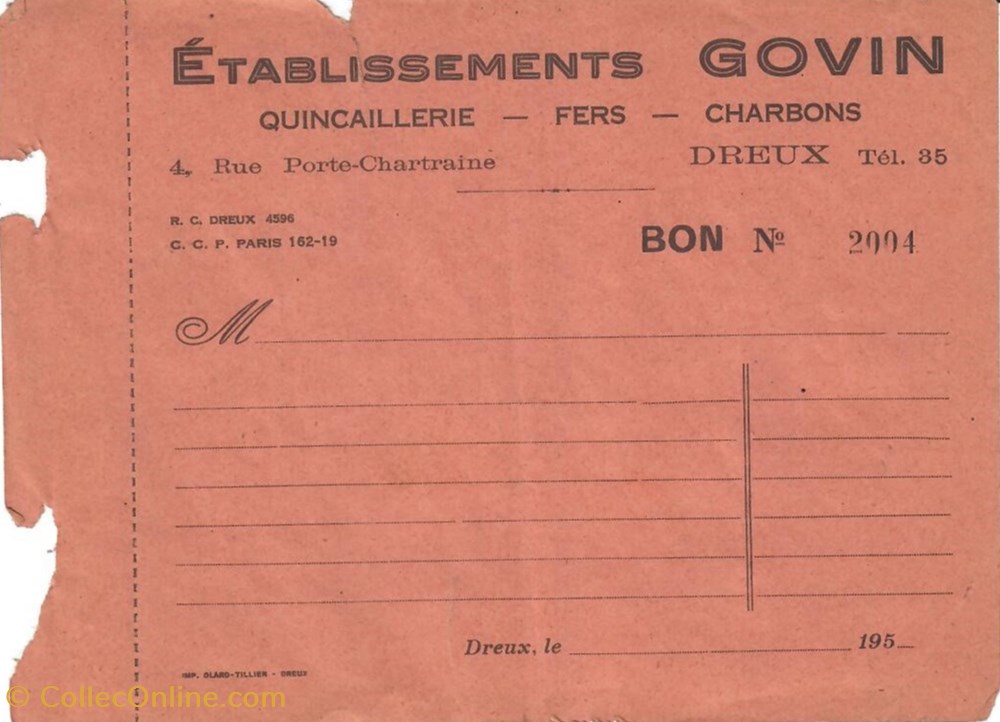 ÉTABLISSEMENTS GOVIN
QUINCAILLERIE — FERS — CHARBONS
4, Rue Porte-Chartraine DREUX Tél. 35
R. C. DREUX 4596
C. C. P. PARIS 162-19
BON Nº 2004
M
Dreux, le 195
IMP. OLARD-TILLIER - DREUX
© CollecOnline.com